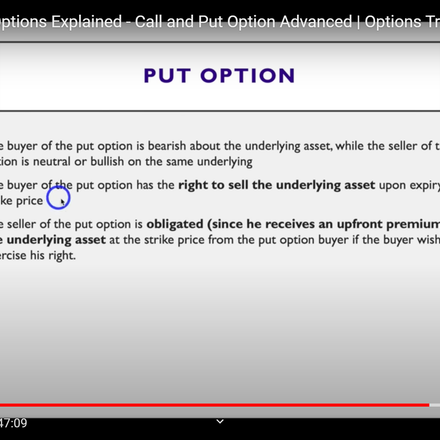 ptions Explained - Call and Put Option Advanced | Options Tr
PUT OPTION
e buyer of the put option is bearish about the underlying asset, while the seller of t
tion is neutral or bullish on the same underlying
e buyer of the put option has the right to sell the underlying asset upon expiry
ke price
e seller of the put option is obligated (since he receives an upfront premium
e underlying asset at the strike price from the put option buyer if the buyer wish
ercise his right.
47:09